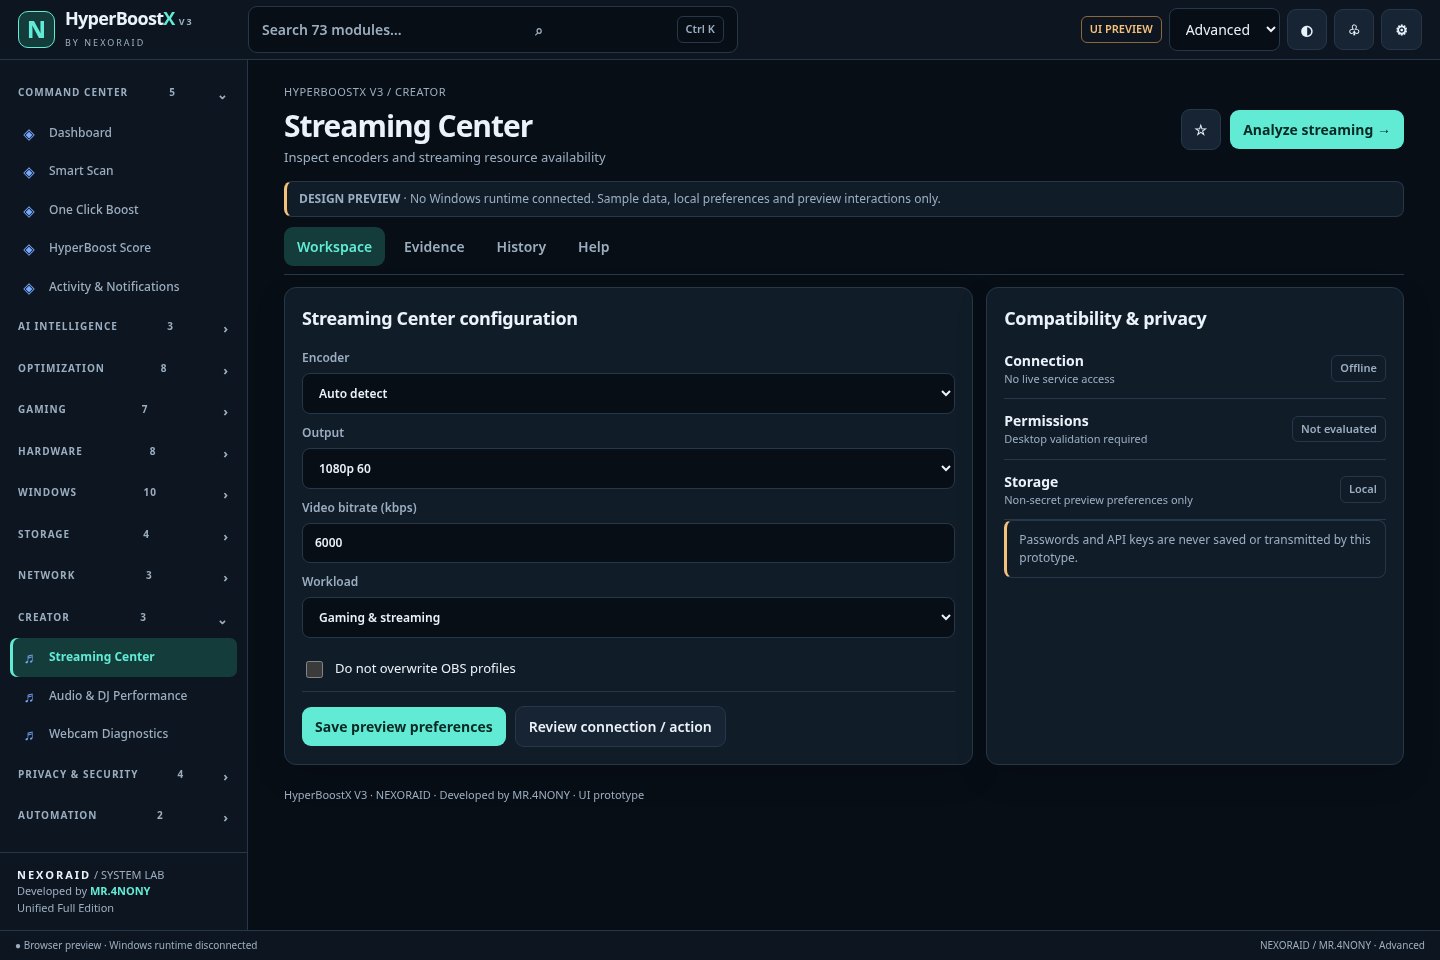 N
HyperBoostX V3
BY NEXORAID
Search 73 modules...
Ctrl K
UI PREVIEW
Advanced
COMMAND CENTER 5
Dashboard
Smart Scan
One Click Boost
HyperBoost Score
Activity & Notifications
AI INTELLIGENCE 3
OPTIMIZATION 8
GAMING 7
HARDWARE 8
WINDOWS 10
STORAGE 4
NETWORK 3
CREATOR 3
Streaming Center
Audio & DJ Performance
Webcam Diagnostics
PRIVACY & SECURITY 4
AUTOMATION 2
NEXORAID / SYSTEM LAB
Developed by MR.4NONY
Unified Full Edition
HYPERBOOSTX V3 / CREATOR
Streaming Center
Inspect encoders and streaming resource availability
Analyze streaming →
DESIGN PREVIEW · No Windows runtime connected. Sample data, local preferences and preview interactions only.
Workspace Evidence History Help
Streaming Center configuration
Encoder
Auto detect
Output
1080p 60
Video bitrate (kbps)
6000
Workload
Gaming & streaming
Do not overwrite OBS profiles
Save preview preferences
Review connection / action
Compatibility & privacy
Connection
No live service access
Offline
Permissions
Desktop validation required
Not evaluated
Storage
Non-secret preview preferences only
Local
Passwords and API keys are never saved or transmitted by this
prototype.
HyperBoostX V3 · NEXORAID · Developed by MR.4NONY · UI prototype
● Browser preview · Windows runtime disconnected
NEXORAID / MR.4NONY · Advanced